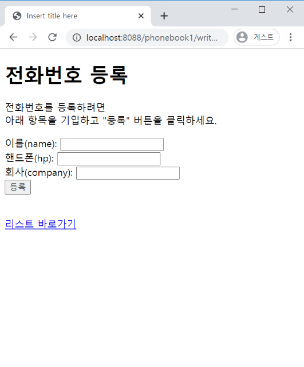 Insert title here
localhost:8088/phonebook1/writ...
게스트
전화번호 등록
전화번호를 등록하려면
아래 항목을 기입하고 "등록" 버튼을 클릭하세요.
이름(name):
핸드폰(hp):
회사(company):
등록
리스트 바로가기